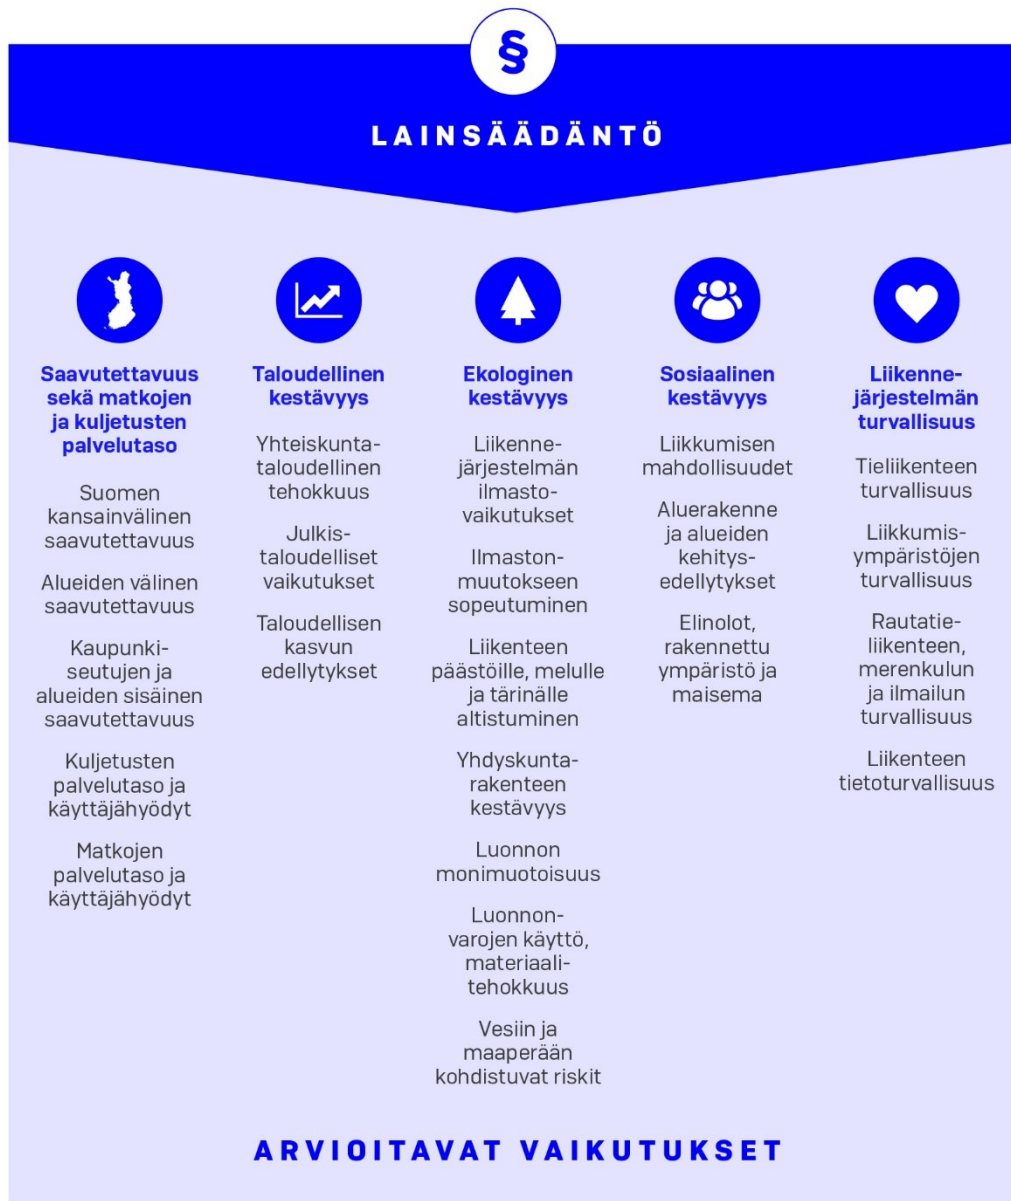 §
LAINSÄÄDÄNTÖ
Saavutettavuus
sekä matkojen
ja kuljetusten
palvelutaso
Suomen
kansainvälinen
saavutettavuus
Alueiden välinen
saavutettavuus
Kaupunki-
seutujen ja
alueiden sisäinen
saavutettavuus
Kuljetusten
palvelutaso ja
käyttäjähyödyt
Matkojen
palvelutaso ja
käyttäjähyödyt
Taloudellinen
kestävyys
Yhteiskunta-
taloudellinen
tehokkuus
Julkis-
taloudelliset
vaikutukset
Taloudellisen
kasvun
edellytykset
Ekologinen
kestävyys
Liikenne-
järjestelmän
ilmasto-
vaikutukset
Ilmaston-
muutokseen
sopeutuminen
Liikenteen
päästöille, melulle
ja tärinälle
altistuminen
Yhdyskunta-
rakenteen
kestävyys
Luonnon
monimuotoisuus
Luonnon-
varojen käyttö,
materiaali-
tehokkuus
Vesiin ja
maaperään
kohdistuvat riskit
Sosiaalinen
kestävyys
Liikkumisen
mahdollisuudet
Aluerakenne
ja alueiden
kehitys-
edellytykset
Elinolot,
rakennettu
ympäristö ja
maisema
Liikenne-
järjestelmän
turvallisuus
Tieliikenteen
turvallisuus
Liikkumis-
ympäristöjen
turvallisuus
Rautatie-
liikenteen,
merenkulun
ja ilmailun
turvallisuus
Liikenteen
tietoturvallisuus
ARVIOITAVAT VAIKUTUKSET